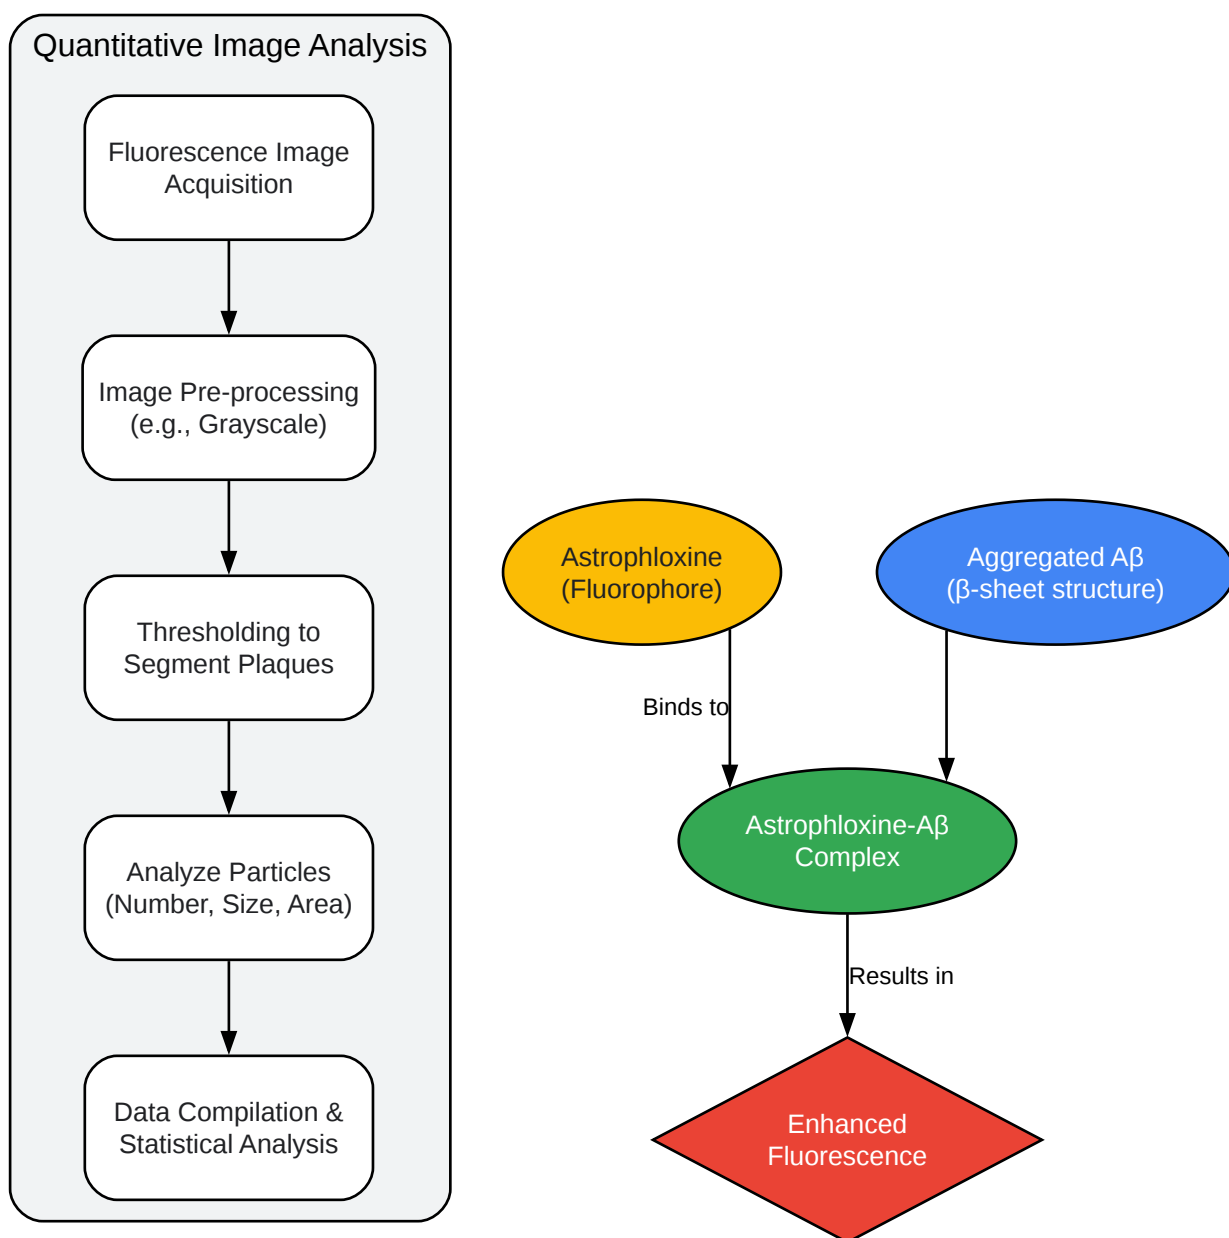 Quantitative Image Analysis
Fluorescence Image
Acquisition
Image Pre-processing
(e.g., Grayscale)
Thresholding to
Segment Plaques
Analyze Particles
(Number, Size, Area)
Data Compilation &
Statistical Analysis
Astrophloxine
(Fluorophore)
Aggregated Aβ
(β-sheet structure)
Binds to
Astrophloxine-Aβ
Complex
Results in
Enhanced
Fluorescence